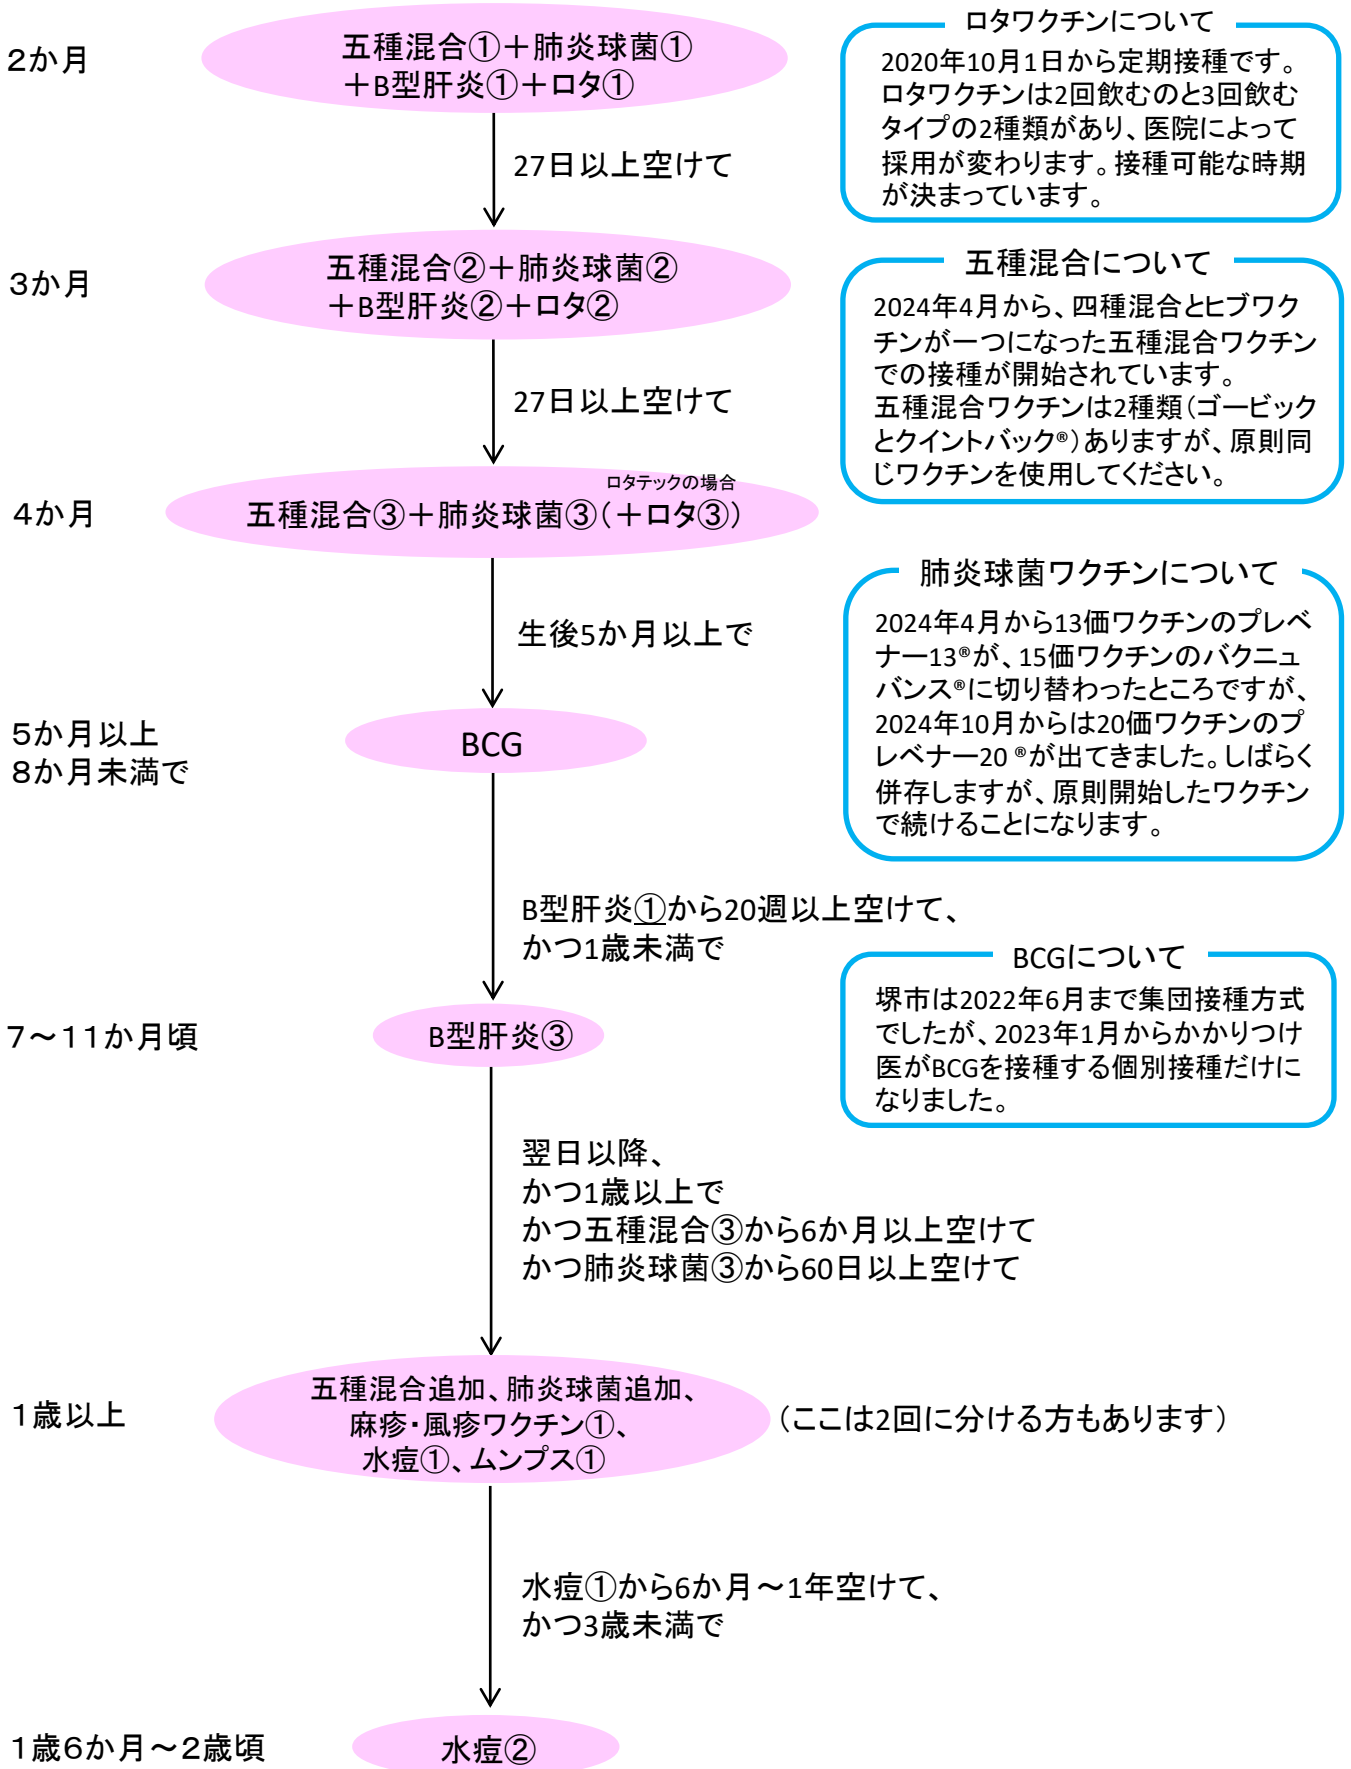 2か月
五種混合①＋肺炎球菌①
＋B型肝炎①＋ロタ①
27日以上空けて
3か月
五種混合②＋肺炎球菌②
＋B型肝炎②＋ロタ②
27日以上空けて
4か月
ロタテックの場合
五種混合③＋肺炎球菌③（＋ロタ③）
生後5か月以上で
5か月以上
8か月未満で
BCG
B型肝炎①から20週以上空けて、
かつ1歳未満で
7～11か月頃
B型肝炎③
翌日以降、
かつ1歳以上で
かつ五種混合③から6か月以上空けて
かつ肺炎球菌③から60日以上空けて
1歳以上
五種混合追加、肺炎球菌追加、
麻疹・風疹ワクチン①、
水痘①、ムンプス①
（ここは2回に分ける方もあります）
水痘①から6か月～1年空けて、
かつ3歳未満で
1歳6か月～2歳頃
水痘②
ロタワクチンについて
2020年10月1日から定期接種です。
ロタワクチンは2回飲むのと3回飲む
タイプの2種類があり、医院によって
採用が変わります。接種可能な時期
が決まっています。
五種混合について
2024年4月から、四種混合とヒブワク
チンが一つになった五種混合ワクチン
での接種が開始されています。
五種混合ワクチンは2種類（ゴービック
とクイントバック®）ありますが、原則同
じワクチンを使用してください。
肺炎球菌ワクチンについて
2024年4月から13価ワクチンのプレベ
ナー13®が、15価ワクチンのバクニュ
バンス®に切り替わったところですが、
2024年10月からは20価ワクチンのプ
レベナー20®が出てきました。しばらく
併存しますが、原則開始したワクチン
で続けることになります。
BCGについて
堺市は2022年6月まで集団接種方式
でしたが、2023年1月からかかりつけ
医がBCGを接種する個別接種だけに
なりました。